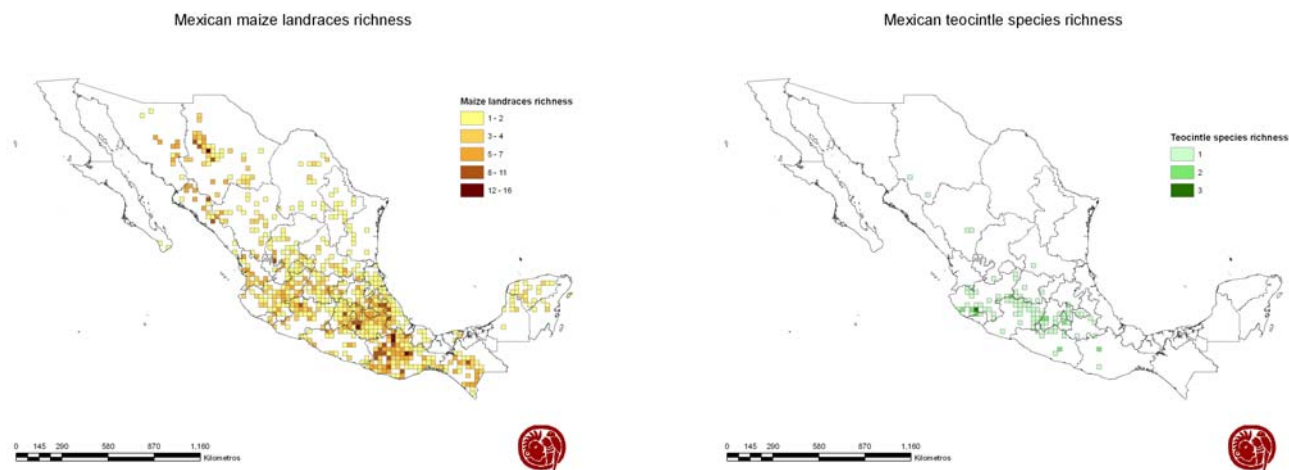 Mexican maize landraces richness
Maize landraces richness
1 - 2
3 - 4
5 - 7
8 - 11
12 - 16
0 145 290 580 870 1,160
Kilometros
Mexican teocintle species richness
Teocintle species richness
1
2
3
0 145 290 580 870 1,160
Kilometros